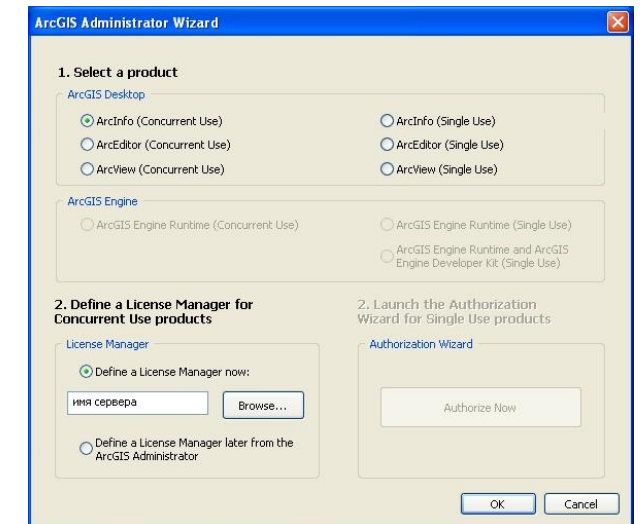 ArcGIS Administrator Wizard
1. Select a product
ArcGIS Desktop
ArcInfo (Concurrent Use)
ArcInfo (Single Use)
ArcEditor (Concurrent Use)
ArcEditor (Single Use)
ArcView (Concurrent Use)
ArcView (Single Use)
ArcGIS Engine
ArcGIS Engine Runtime (Concurrent Use)
ArcGIS Engine Runtime (Single Use)
ArcGIS Engine Runtime and ArcGIS
Engine Developer Kit (Single Use)
2. Define a License Manager for
Concurrent Use products
License Manager
Define a License Manager now:
имя сервера
Browse...
Define a License Manager later from the
ArcGIS Administrator
2. Launch the Authorization
Wizard for Single Use products
Authorization Wizard
Authorize Now
OK
Cancel